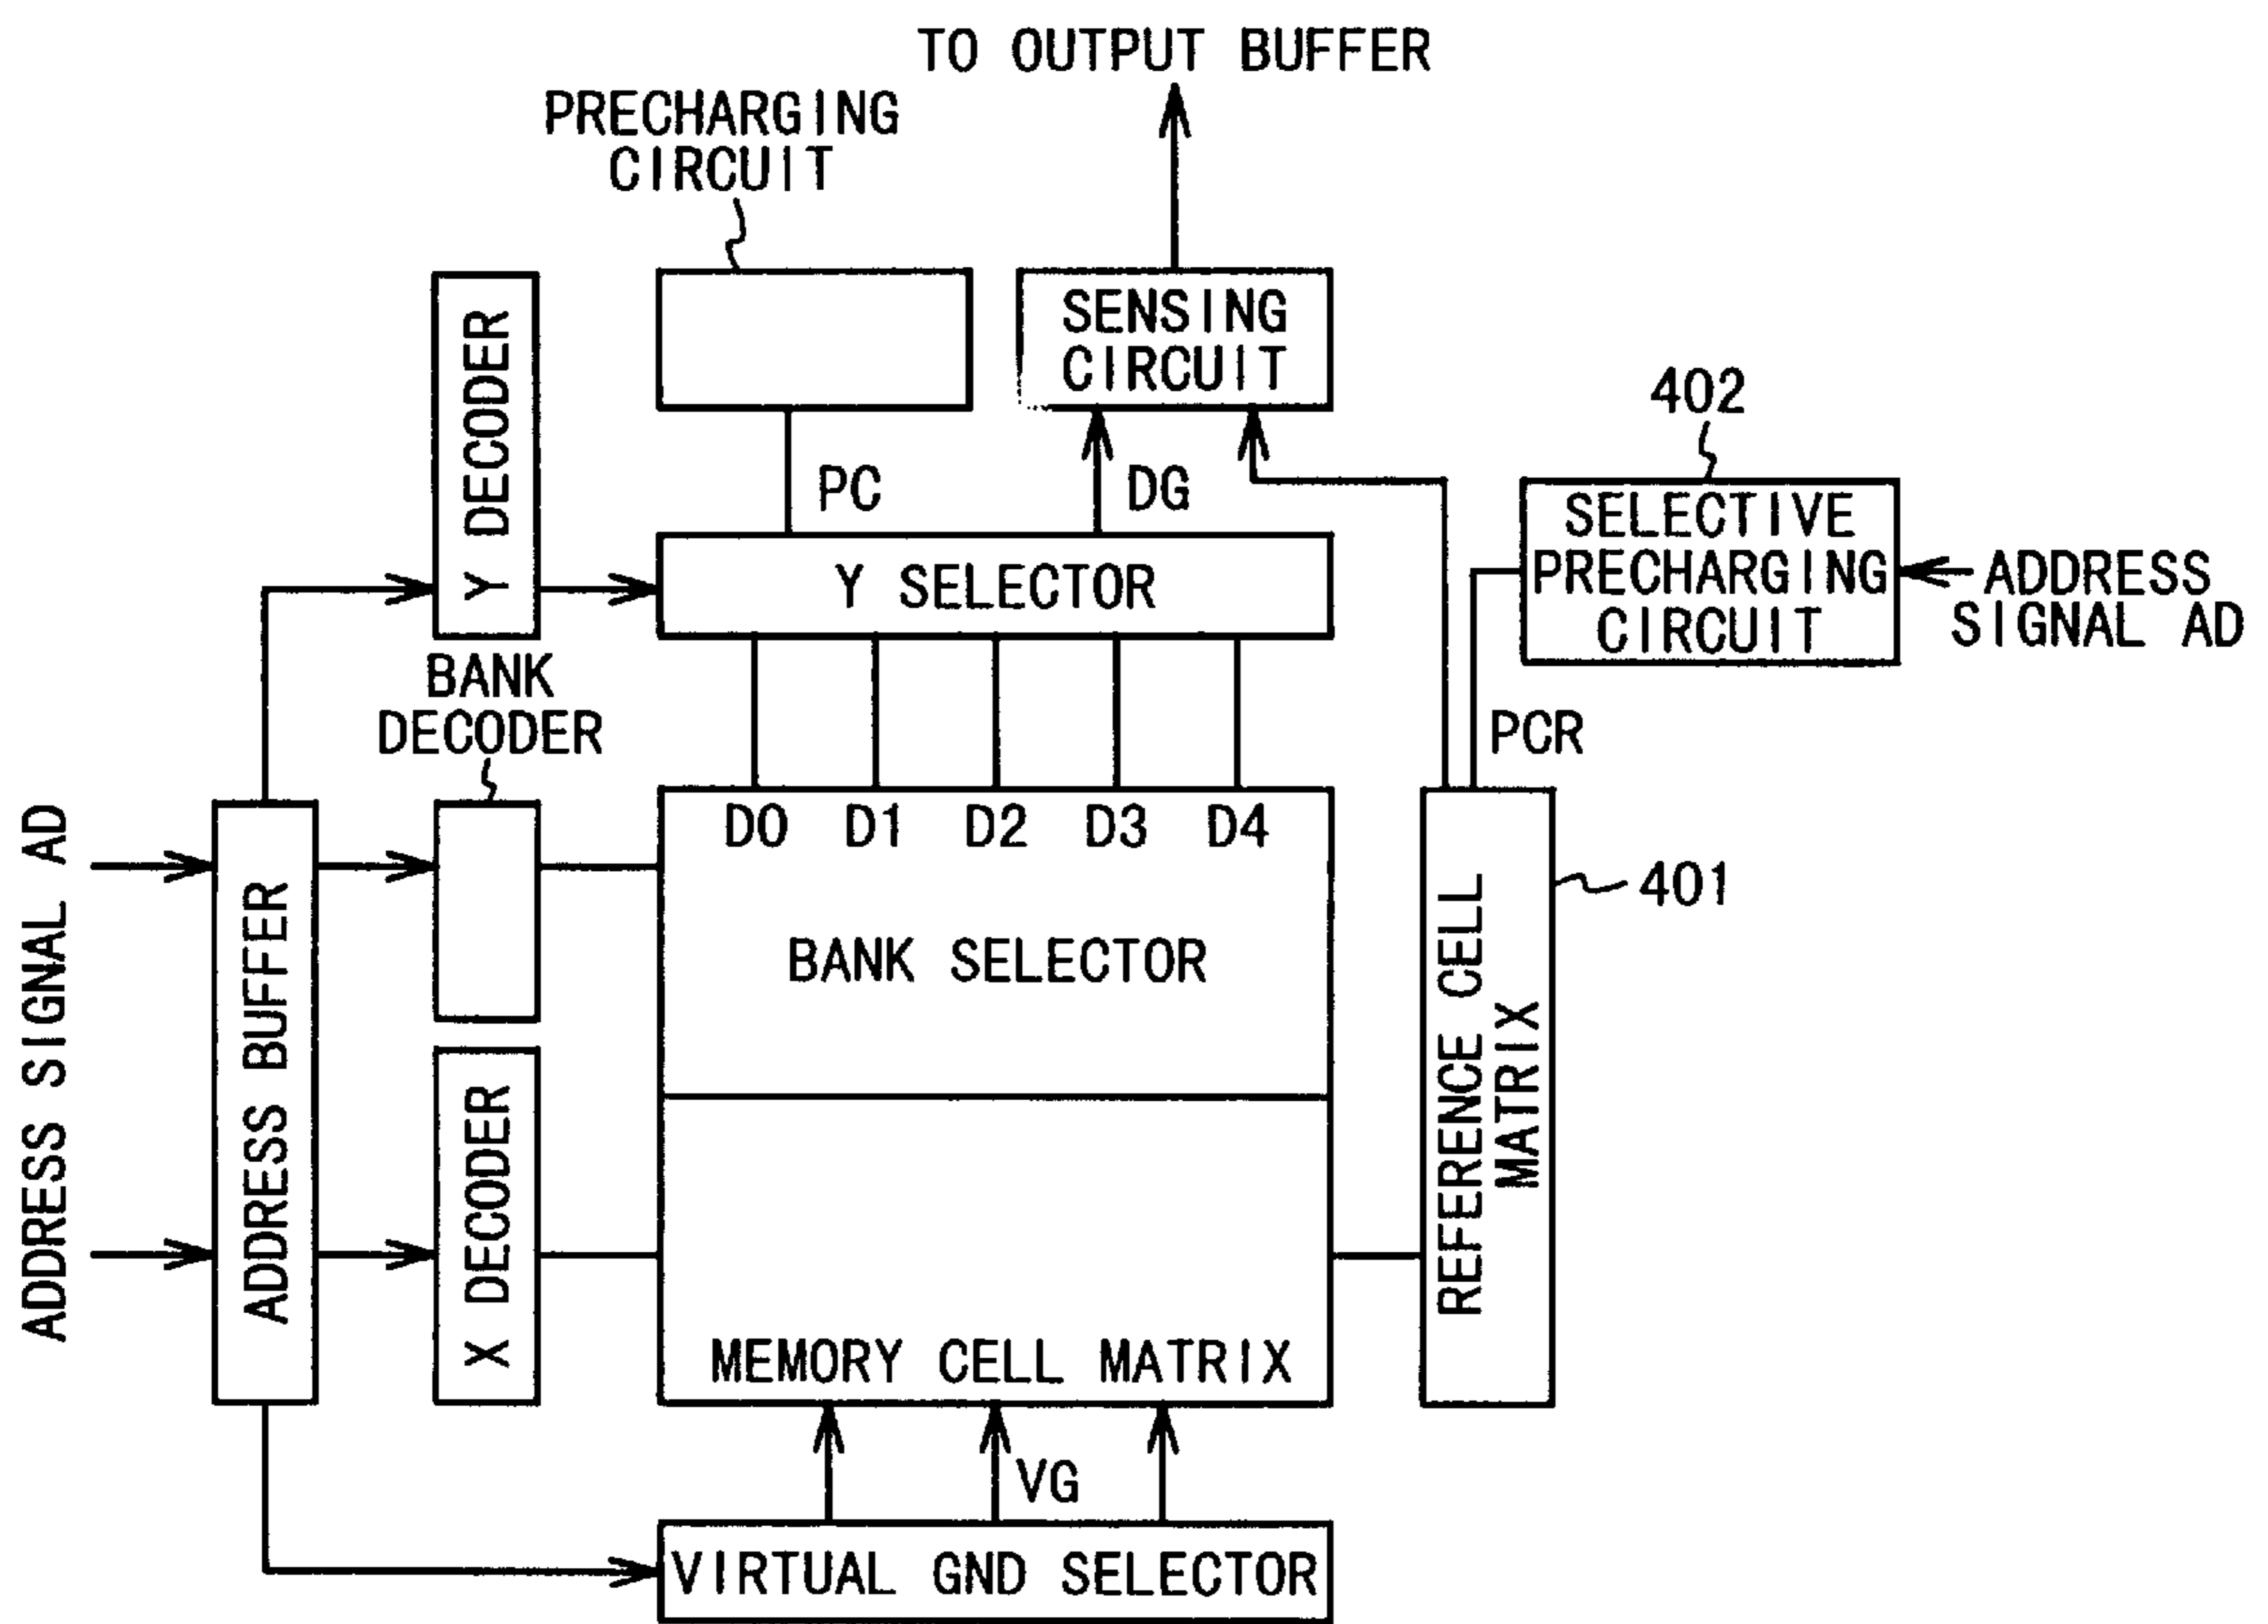 TO OUTPUT BUFFER
PRECHARGING
CIRCUIT
SENSING
CIRCUIT
Y DECODER
402
PC
DG
SELECTIVE
PRECHARGING
CIRCUIT
ADDRESS
SIGNAL AD
Y SELECTOR
BANK
DECODER
PCR
D0 D1 D2 D3 D4
ADDRESS SIGNAL AD
ADDRESS BUFFER
401
BANK SELECTOR
REFERENCE CELL
MATRIX
X DECODER
MEMORY CELL MATRIX
VG
VIRTUAL GND SELECTOR